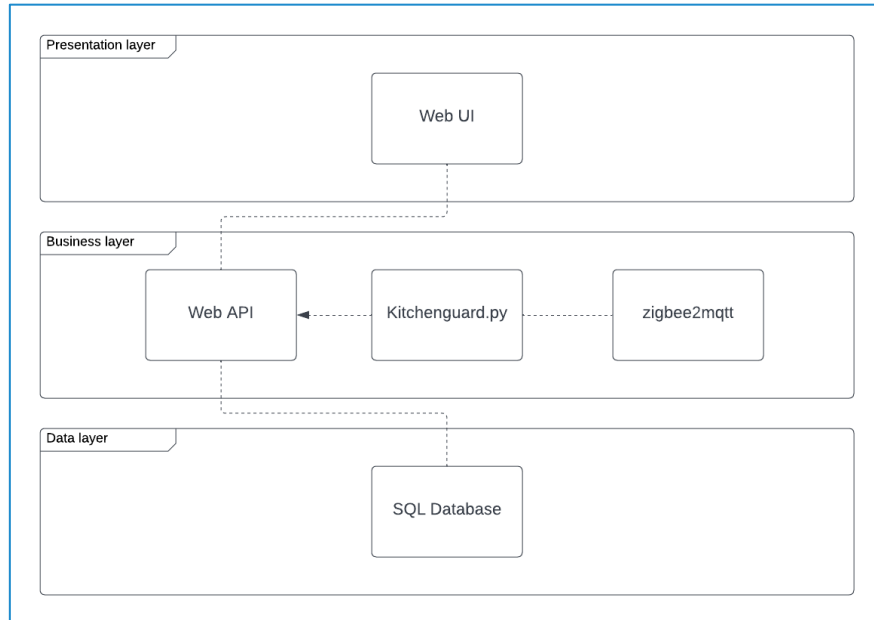 Presentation layer
Web UI
Business layer
Web API
Kitchenguard.py
zigbee2mqtt
Data layer
SQL Database